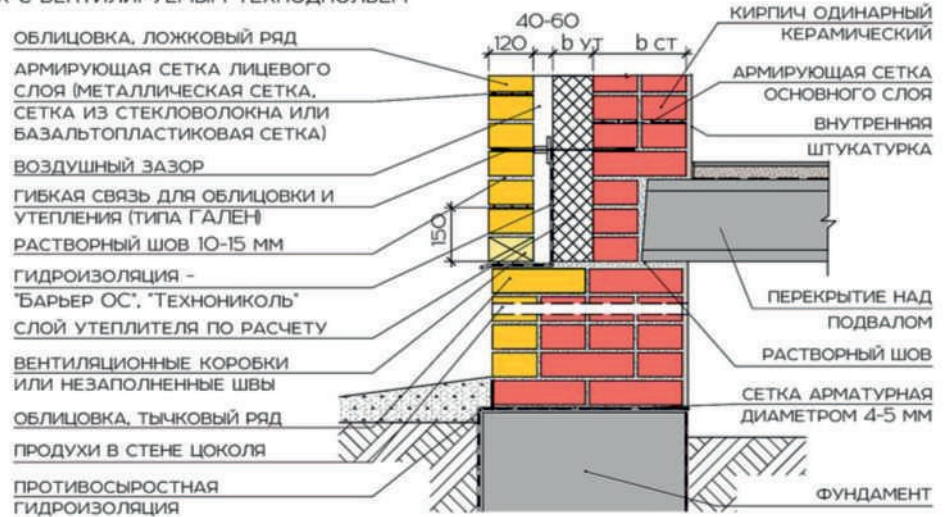 ОБЛИЦОВКА, ЛОЖКОВЫЙ РЯД
АРМИРУЮЩАЯ СЕТКА ЛИЦЕВОГО
СЛОЯ (МЕТАЛЛИЧЕСКАЯ СЕТКА,
СЕТКА ИЗ СТЕКЛОВОЛОКНА ИЛИ
БАЗАЛЬТОПЛАСТИКОВАЯ СЕТКА)
ВОЗДУШНЫЙ ЗАЗОР
ГИБКАЯ СВЯЗЬ ДЛЯ ОБЛИЦОВКИ И
УТЕПЛЕНИЯ (ТИПА ГАЛЕН)
РАСТВОРНЫЙ ШОВ 10-15 ММ
ГИДРОИЗОЛЯЦИЯ -
"БАРЬЕР ОС", "ТЕХНОНИКОЛЬ"
СЛОЙ УТЕПЛИТЕЛЯ ПО РАСЧЕТУ
ВЕНТИЛЯЦИОННЫЕ КОРОБКИ
ИЛИ НЕЗАПОЛНЕННЫЕ ШВЫ
ОБЛИЦОВКА, ТЫЧКОВЫЙ РЯД
ПРОДУХИ В СТЕНЕ ЦОКОЛЯ
ПРОТИВОСЫРОСТНАЯ
ГИДРОИЗОЛЯЦИЯ
40-60
120 b ут b ст
150
КИРПИЧ ОДИНАРНЫЙ
КЕРАМИЧЕСКИЙ
АРМИРУЮЩАЯ СЕТКА
ОСНОВНОГО СЛОЯ
ВНУТРЕННЯЯ
ШТУКАТУРКА
ПЕРЕКРЫТИЕ НАД
ПОДВАЛОМ
РАСТВОРНЫЙ ШОВ
СЕТКА АРМАТУРНАЯ
ДИАМЕТРОМ 4-5 ММ
ФУНДАМЕНТ